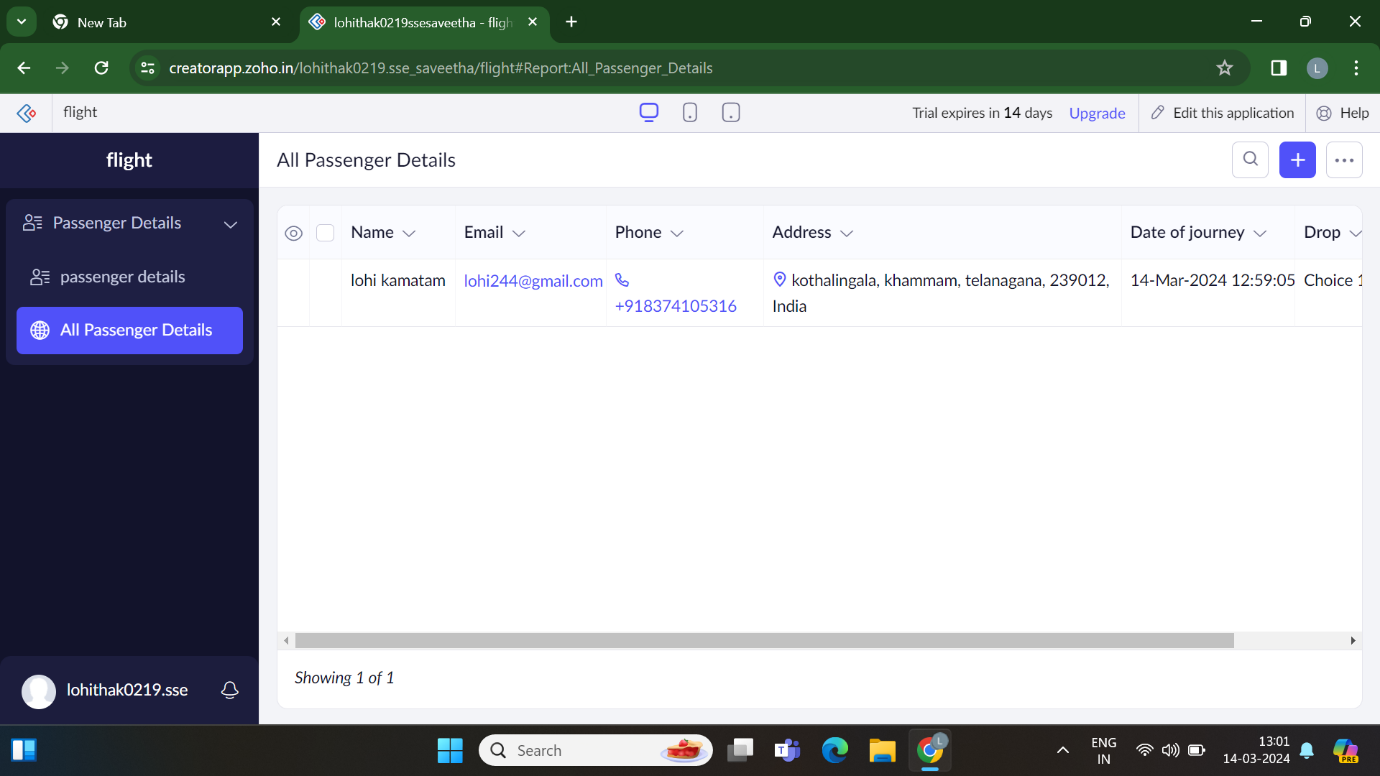 New Tab
lohithak0219ssesaveetha - fligh
creatorapp.zoho.in/lohithak0219.sse_saveetha/flight#Report:All_Passenger_Details
L
flight
Trial expires in 14 days
Upgrade
Edit this application
Help
flight
Passenger Details
passenger details
All Passenger Details
lohithak0219.sse
All Passenger Details
Name Email Phone Address Date of journey Drop
lohi kamatam lohi244@gmail.com +918374105316 kothalingala, khammam, telanagana, 239012, 14-Mar-2024 12:59:05 Choice 1
India
Showing 1 of 1
Search
T
L
ENG
IN
13:01
14-03-2024
PRE